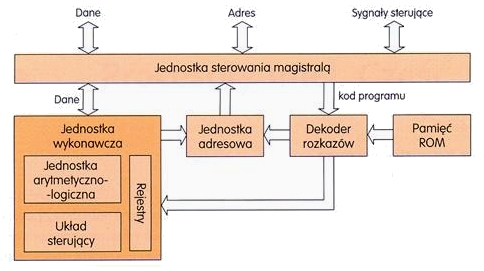 Dane
Adres
Sygnały sterujące
Jednostka sterowania magistralą
Dane
kod programu
Jednostka
wykonawcza
Jednostka
arytmetyczno-
-logiczna
Układ
sterujący
Rejestry
Jednostka
adresowa
Dekoder
rozkazów
Pamięć
ROM